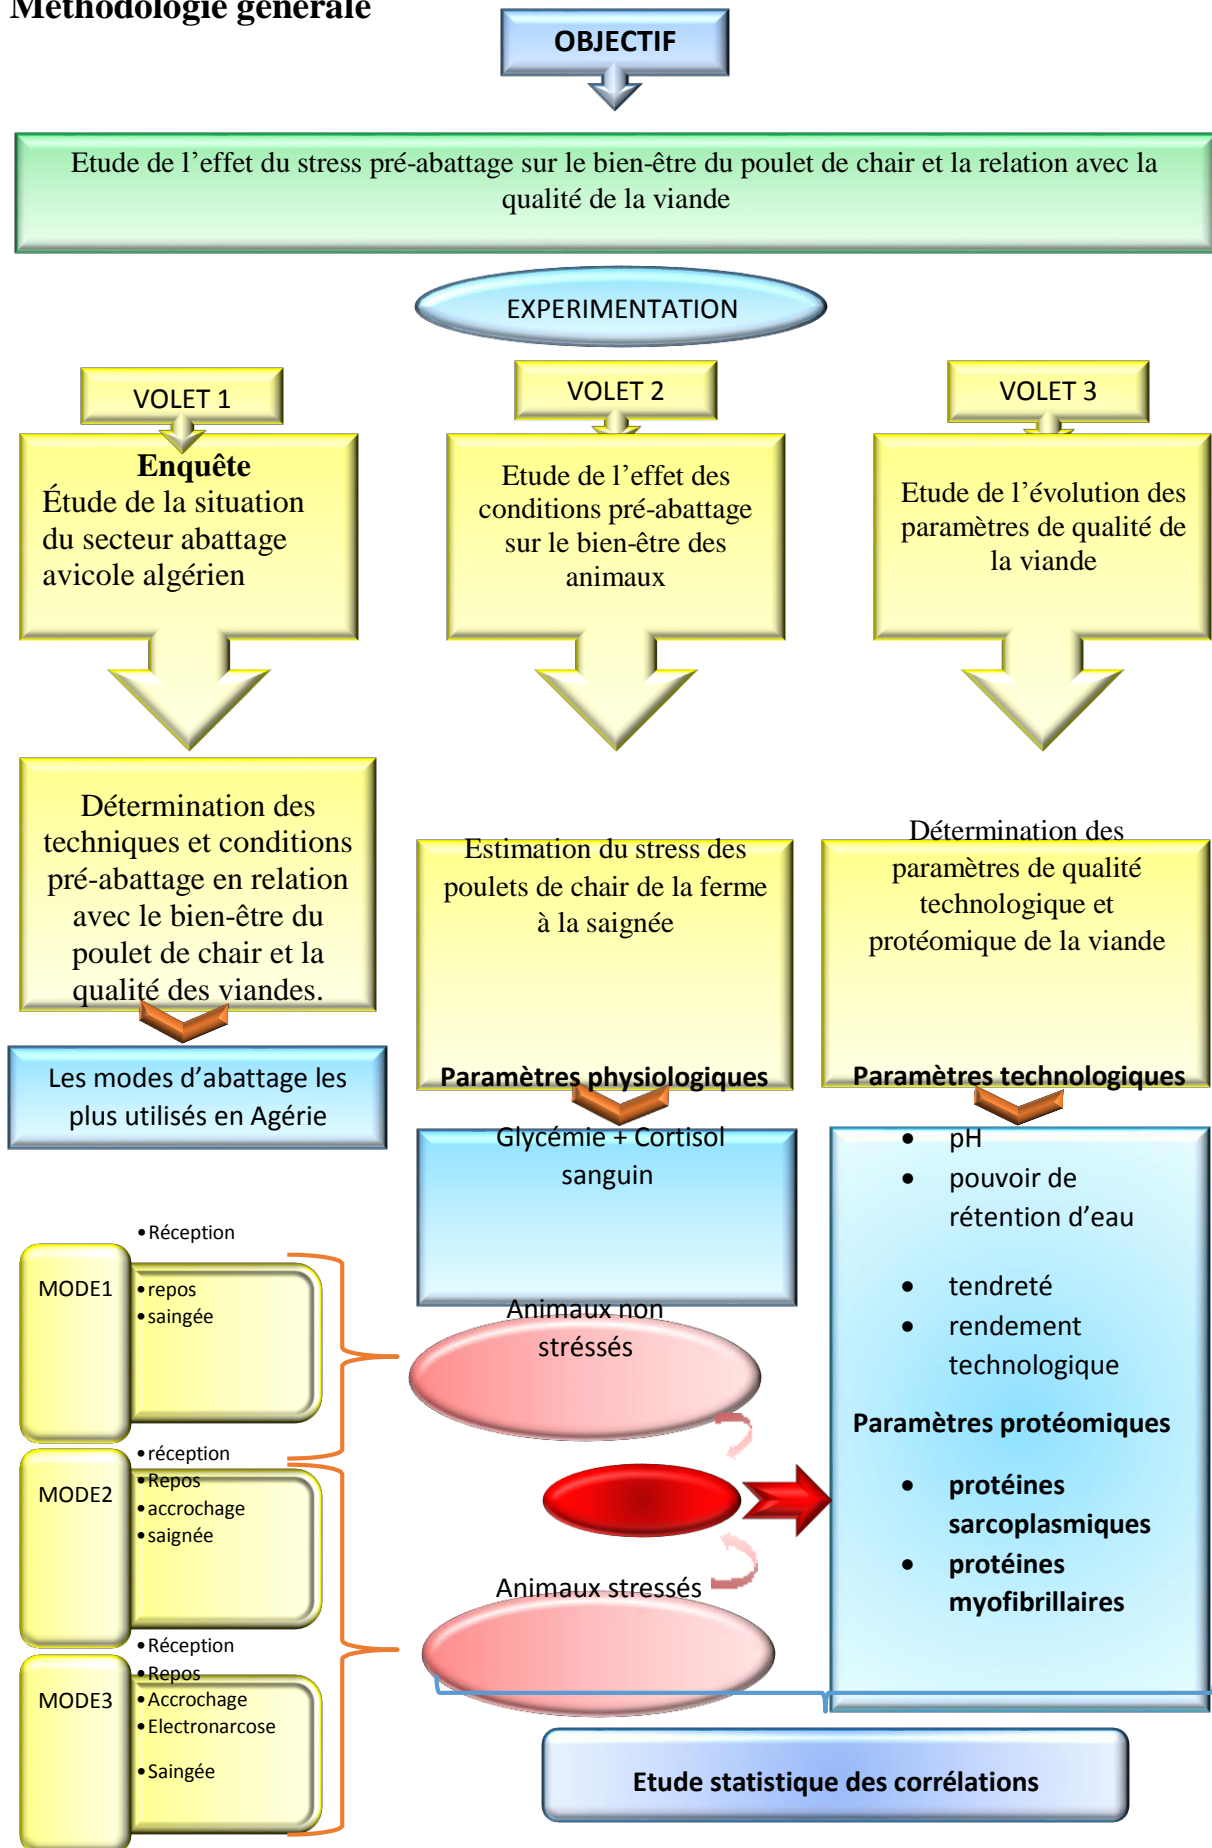 Méthodologie générale
OBJECTIF
Etude de l’effet du stress pré-abattage sur le bien-être du poulet de chair et la relation avec la
qualité de la viande
EXPERIMENTATION
VOLET 1
VOLET 2
VOLET 3
Enquête
Étude de la situation
du secteur abattage
avicole algérien
Etude de l’effet des
conditions pré-abattage
sur le bien-être des
animaux
Etude de l’évolution des
paramètres de qualité de
la viande
Détermination des
techniques et conditions
pré-abattage en relation
avec le bien-être du
poulet de chair et la
qualité des viandes.
Estimation du stress des
poulets de chair de la ferme
à la saignée
Détermination des
paramètres de qualité
technologique et
protéomique de la viande
Les modes d’abattage les
plus utilisés en Agérie
Paramètres physiologiques
Glycémie + Cortisol
sanguin
Paramètres technologiques
• pH
• pouvoir de
rétention d’eau
• tendreté
• rendement
technologique
Paramètres protéomiques
• protéines
sarcoplasmiques
• protéines
myofibrillaires
MODE1
•Réception
•repos
•saingée
MODE2
•réception
•Repos
•accrochage
•saignée
MODE3
•Réception
•Repos
•Accrochage
•Electronarcose
•Saingée
Animaux non
stréssés
Animaux stressés
Etude statistique des corrélations